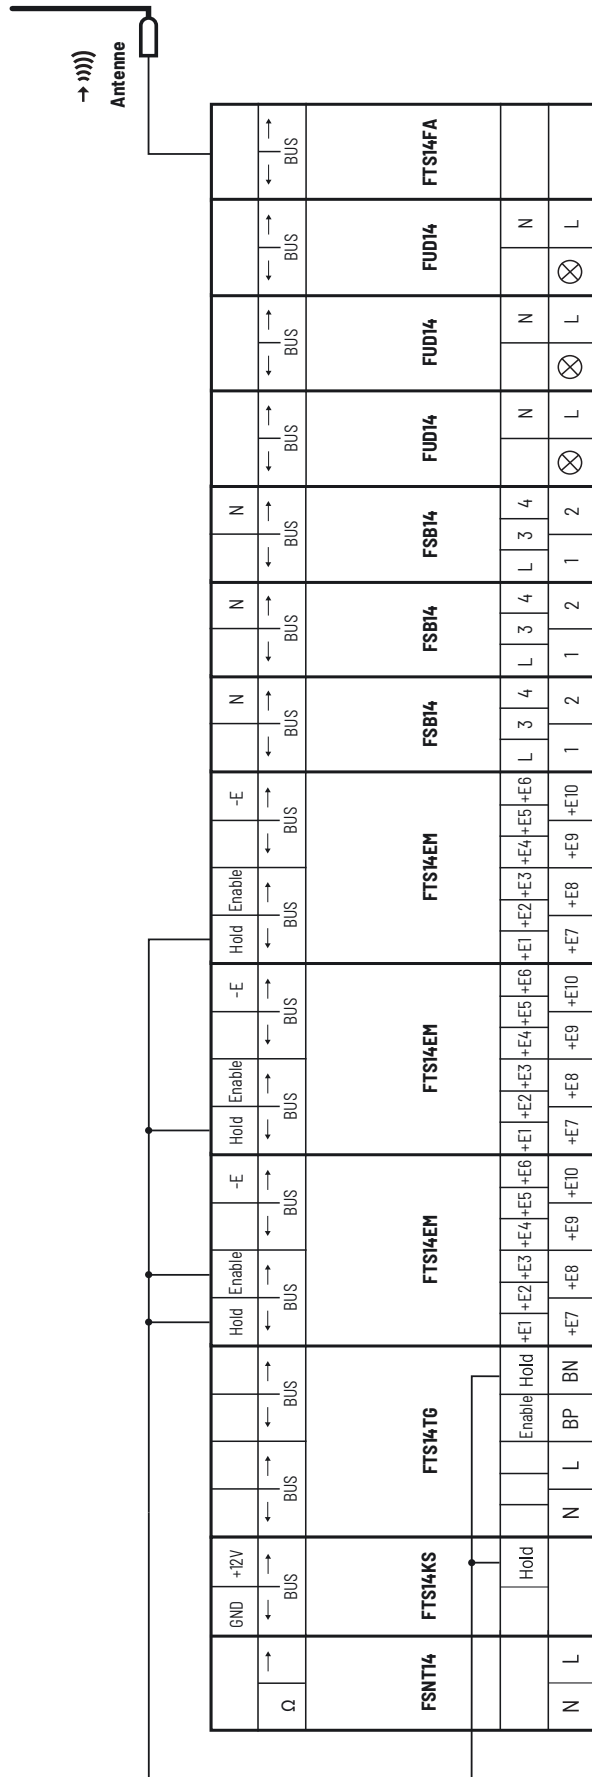 Antenne
GND +12V Hold Enable -E Hold Enable -E Hold Enable -E N N N
Ω
BUS BUS BUS BUS BUS BUS BUS BUS BUS BUS BUS BUS BUS BUS BUS BUS
FSNT14 FTS14KS FTS14TG FTS14EM FTS14EM FTS14EM FSB14 FSB14 FSB14 FUD14 FUD14 FUD14 FTS14FA
Hold Enable Hold +E1 +E2 +E3 +E4 +E5 +E6 +E1 +E2 +E3 +E4 +E5 +E6 +E1 +E2 +E3 +E4 +E5 +E6 L 3 4 L 3 4 L 3 4 N N N
N L N L BP BN +E7 +E8 +E9 +E10 +E7 +E8 +E9 +E10 +E7 +E8 +E9 +E10 1 2 1 2 1 2 L L L